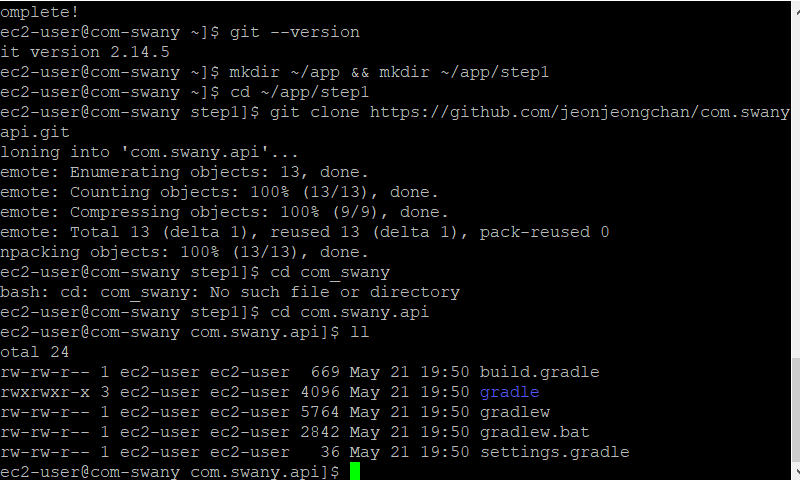 omplete!
ec2-user@com-swany ~]$ git --version
it version 2.14.5
ec2-user@com-swany ~]$ mkdir ~/app && mkdir ~/app/step1
ec2-user@com-swany ~]$ cd ~/app/step1
ec2-user@com-swany step1]$ git clone https://github.com/jeonjeongchan/com.swany
api.git
loning into 'com.swany.api'...
emote: Enumerating objects: 13, done.
emote: Counting objects: 100% (13/13), done.
emote: Compressing objects: 100% (9/9), done.
emote: Total 13 (delta 1), reused 13 (delta 1), pack-reused 0
npacking objects: 100% (13/13), done.
ec2-user@com-swany step1]$ cd com_swany
bash: cd: com_swany: No such file or directory
ec2-user@com-swany step1]$ cd com.swany.api
ec2-user@com-swany com.swany.api]$ ll
otal 24
rw-rw-r-- 1 ec2-user ec2-user  669 May 21 19:50 build.gradle
rwxrwxr-x 3 ec2-user ec2-user 4096 May 21 19:50 gradle
rw-rw-r-- 1 ec2-user ec2-user 5764 May 21 19:50 gradlew
rw-rw-r-- 1 ec2-user ec2-user 2842 May 21 19:50 gradlew.bat
rw-rw-r-- 1 ec2-user ec2-user   36 May 21 19:50 settings.gradle
ec2-user@com-swany com.swany.api]$